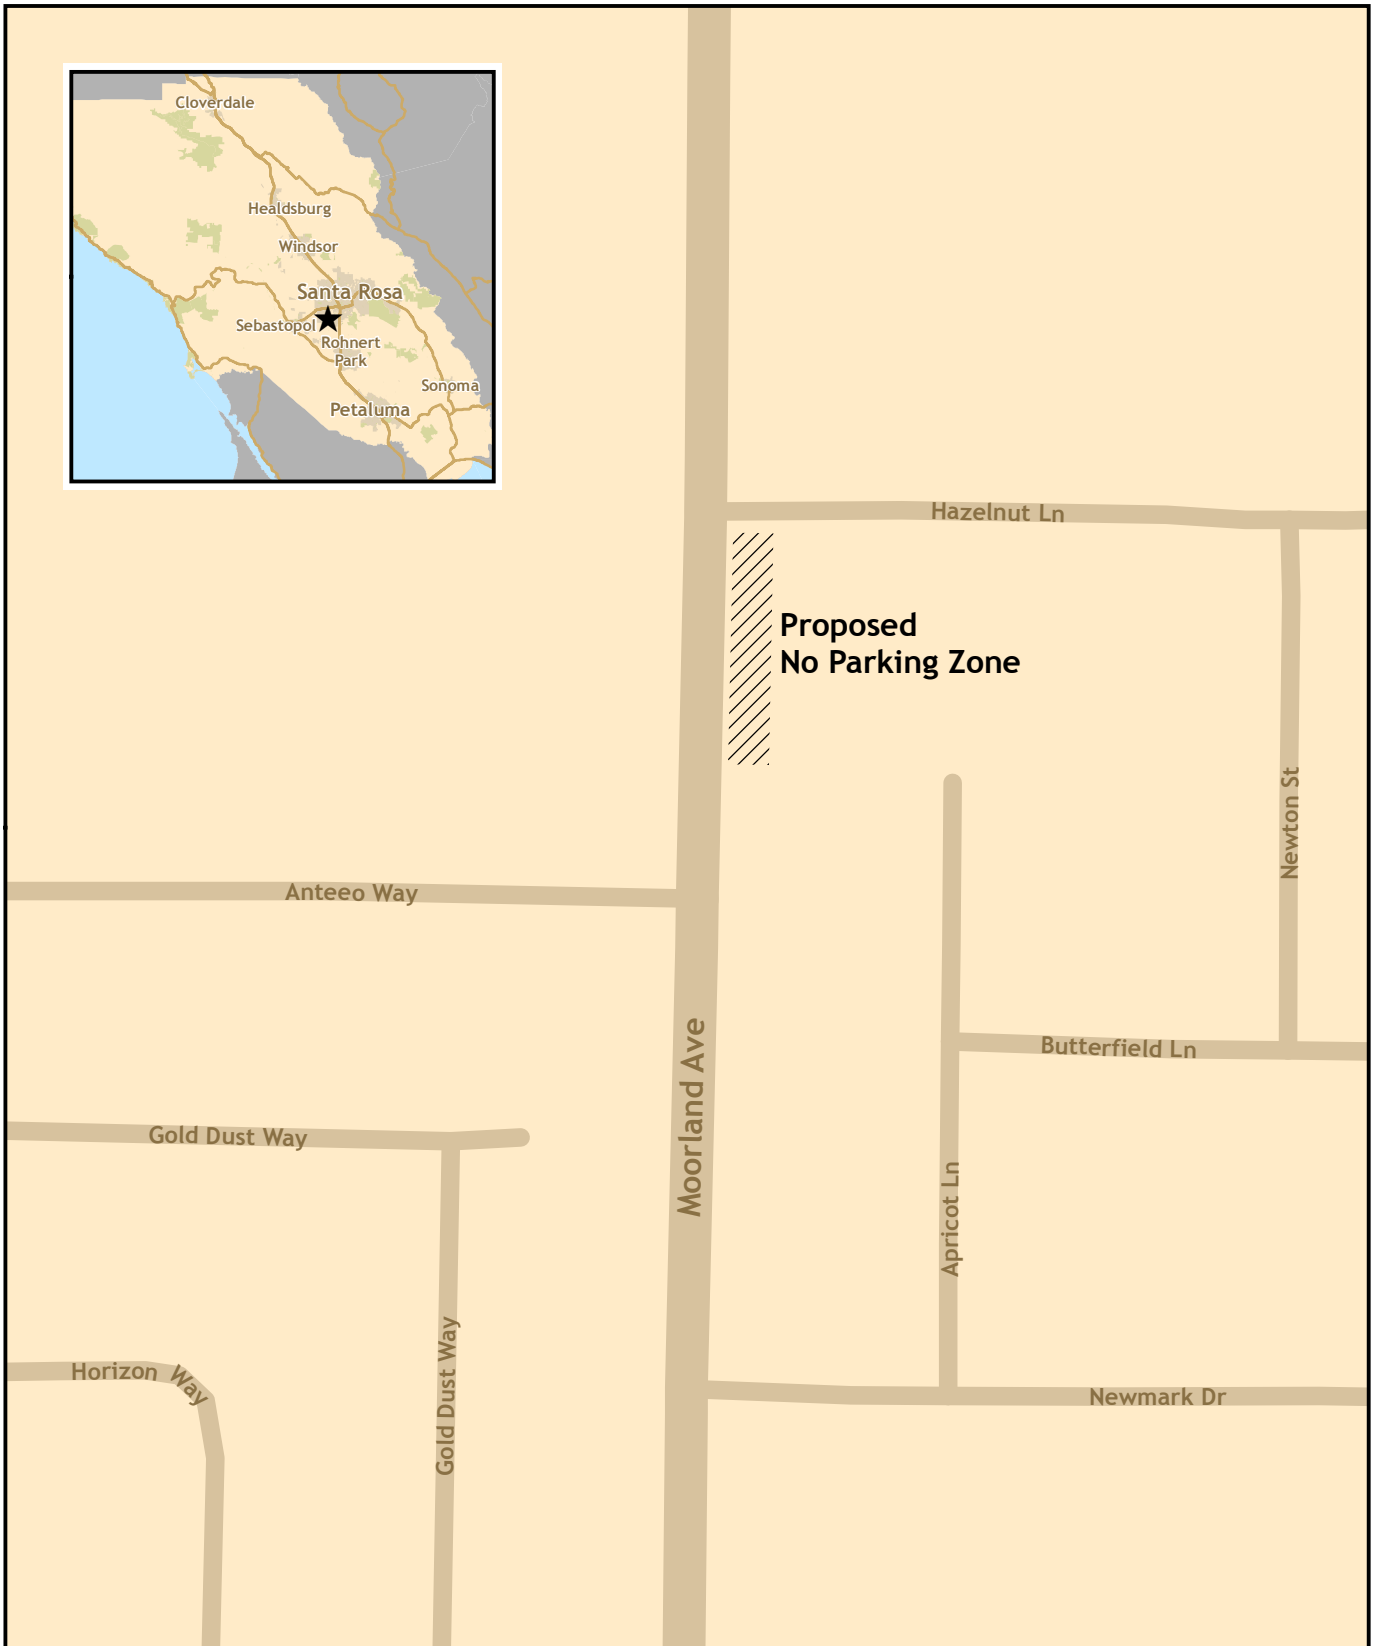 Cloverdale
Healdsburg
Windsor
Santa Rosa
Sebastopol
Rohnert
Park
Sonoma
Petaluma
Hazelnut Ln
Proposed
No Parking Zone
Newton St
Anteeo Way
Moorland Ave
Butterfield Ln
Gold Dust Way
Apricot Ln
Horizon Way
Gold Dust Way
Newmark Dr